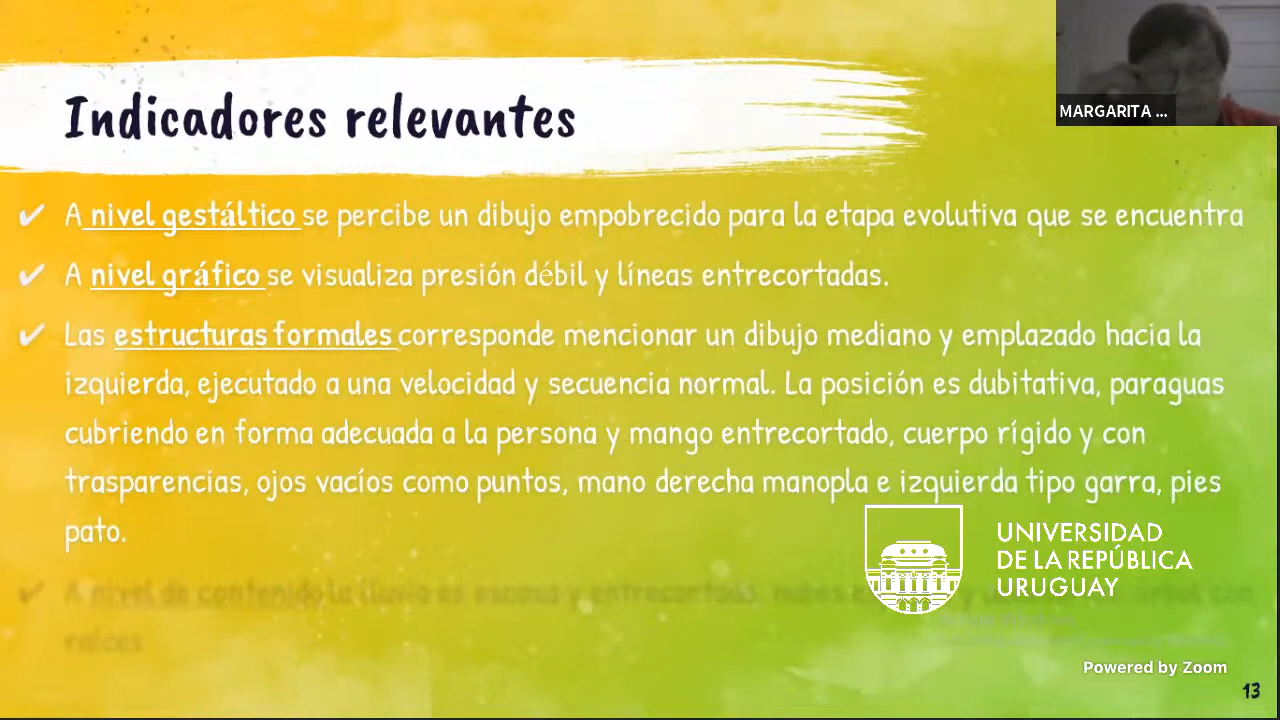 Indicadores relevantes
MARGARITA ...
✔ A nivel gestáltico se percibe un dibujo empobrecido para la etapa evolutiva que se encuentra
✔ A nivel gráfico se visualiza presión débil y líneas entrecortadas.
✔ Las estructuras formales corresponde mencionar un dibujo mediano y emplazado hacia la
izquierda, ejecutado a una velocidad y secuencia normal. La posición es dubitativa, paraguas
cubriendo en forma adecuada a la persona y mango entrecortado, cuerpo rígido y con
trasparencias, ojos vacíos como puntos, mano derecha manopla e izquierda tipo garra, pies
pato.
✔ A nivel de contenido la lluvia es escasa y entrecortada, nubes y árbol con
raíces
UNIVERSIDAD
DE LA REPÚBLICA
URUGUAY
Powered by Zoom
13